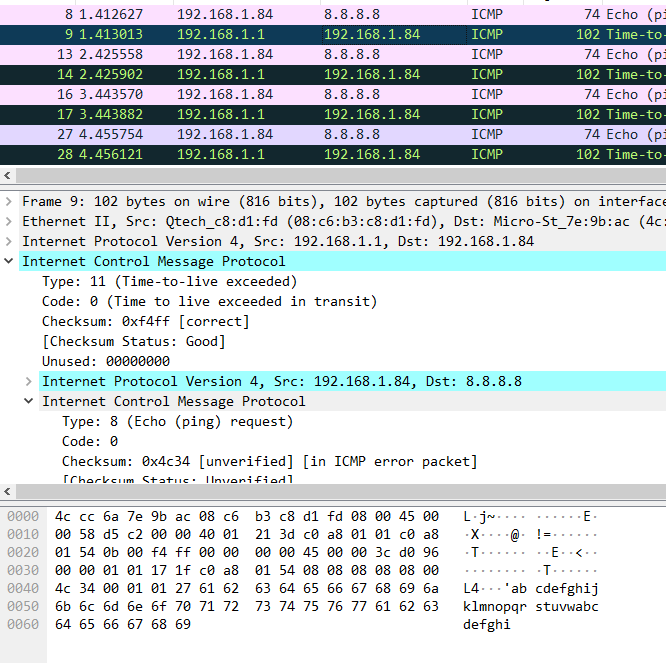 8 1.412627 192.168.1.84 8.8.8.8 ICMP 74 Echo (pi
9 1.413013 192.168.1.1 192.168.1.84 ICMP 102 Time-to-
13 2.425558 192.168.1.84 8.8.8.8 ICMP 74 Echo (pi
14 2.425902 192.168.1.1 192.168.1.84 ICMP 102 Time-to-
16 3.443570 192.168.1.84 8.8.8.8 ICMP 74 Echo (pi
17 3.443882 192.168.1.1 192.168.1.84 ICMP 102 Time-to-
27 4.455754 192.168.1.84 8.8.8.8 ICMP 74 Echo (pi
28 4.456121 192.168.1.1 192.168.1.84 ICMP 102 Time-to-
Frame 9: 102 bytes on wire (816 bits), 102 bytes captured (816 bits) on interface
Ethernet II, Src: Qtech_c8:d1:fd (08:c6:b3:c8:d1:fd), Dst: Micro-St_7e:9b:ac (4c:
Internet Protocol Version 4, Src: 192.168.1.1, Dst: 192.168.1.84
Internet Control Message Protocol
Type: 11 (Time-to-live exceeded)
Code: 0 (Time to live exceeded in transit)
Checksum: 0xf4ff [correct]
[Checksum Status: Good]
Unused: 00000000
Internet Protocol Version 4, Src: 192.168.1.84, Dst: 8.8.8.8
Internet Control Message Protocol
Type: 8 (Echo (ping) request)
Code: 0
Checksum: 0x4c34 [unverified] [in ICMP error packet]
[Checksum Status: Unverified]
0000 4c cc 6a 7e 9b ac 08 c6 b3 c8 d1 fd 08 00 45 00 L·j~···· ······E·
0010 00 58 d5 c2 00 00 40 01 21 3d c0 a8 01 01 c0 a8 ·X····@· !=······
0020 01 54 0b 00 f4 ff 00 00 00 00 45 00 00 3c d0 96 ·T······ ··E··<··
0030 00 00 01 01 17 1f c0 a8 01 54 08 08 08 08 08 00 ········ ·T······
0040 4c 34 00 01 01 27 61 62 63 64 65 66 67 68 69 6a L4···'ab cdefghij
0050 6b 6c 6d 6e 6f 70 71 72 73 74 75 76 77 61 62 63 klmnopqr stuvwabc
0060 64 65 66 67 68 69 defghi